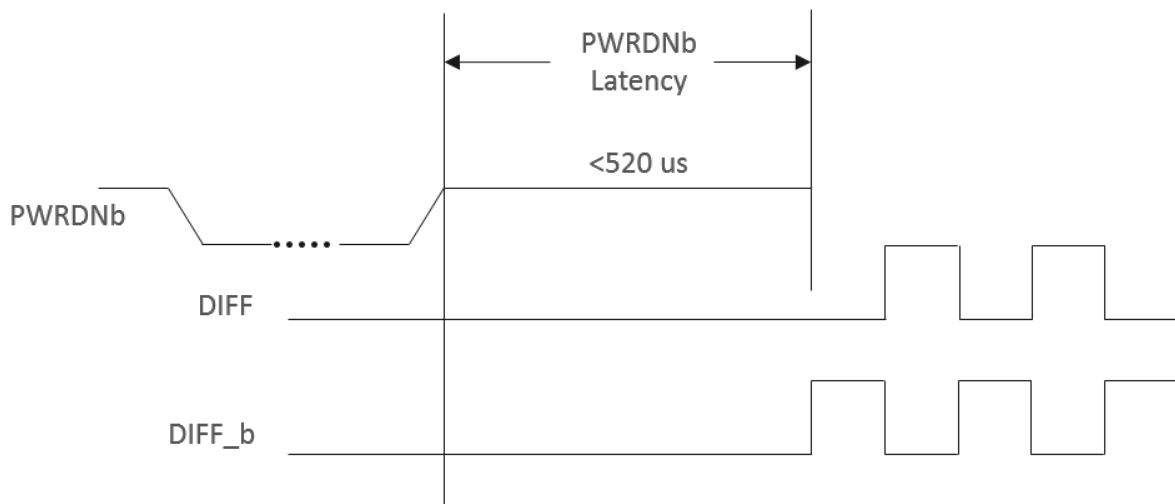 PWRDNb
Latency
<520 us
PWRDNb
DIFF
DIFF_b